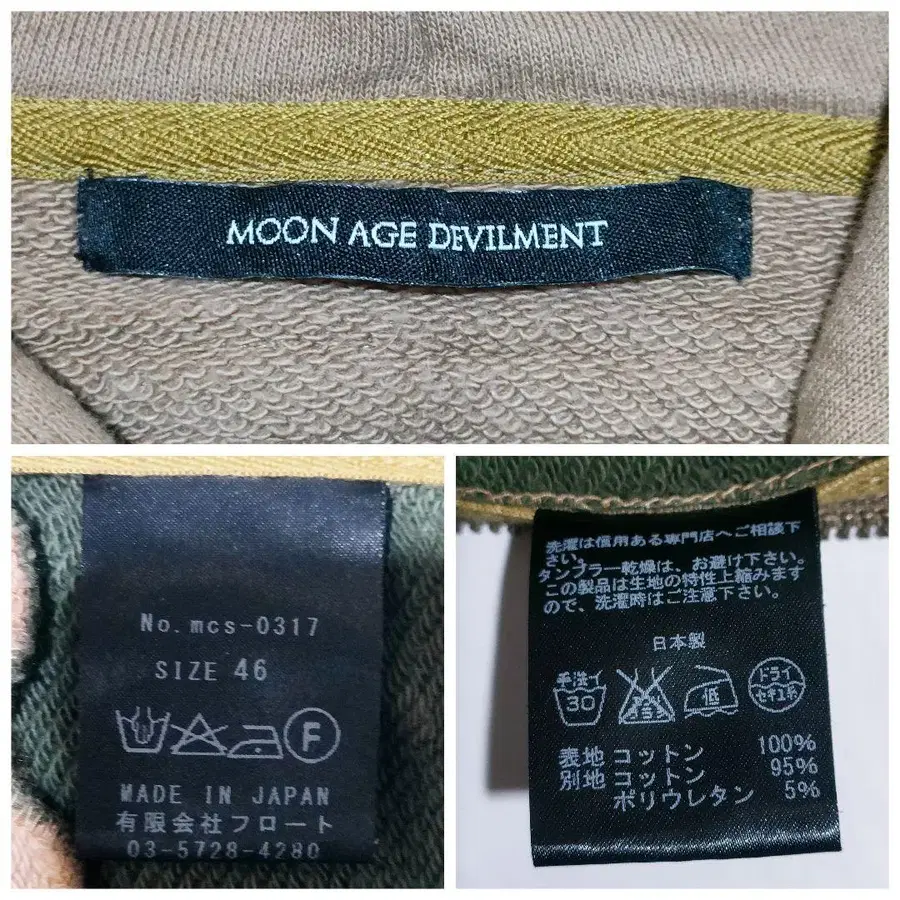 MOON AGE DEVILMENT
No.mcs-0317
SIZE 46
F
MADE IN JAPAN
有限会社フロート
03-5728-4280
洗濯は信用ある専門店へご相談下
さい。
タンブラー乾燥は、お避け下さい。
この製品は生地の特性上縮みます
ので、洗濯時はご注意下さい。
日本製
手洗イ
30
エンソ
サラシ
低
ドライ
セキユ系
表地 コットン 100%
別地 コットン 95%
ポリウレタン 5%